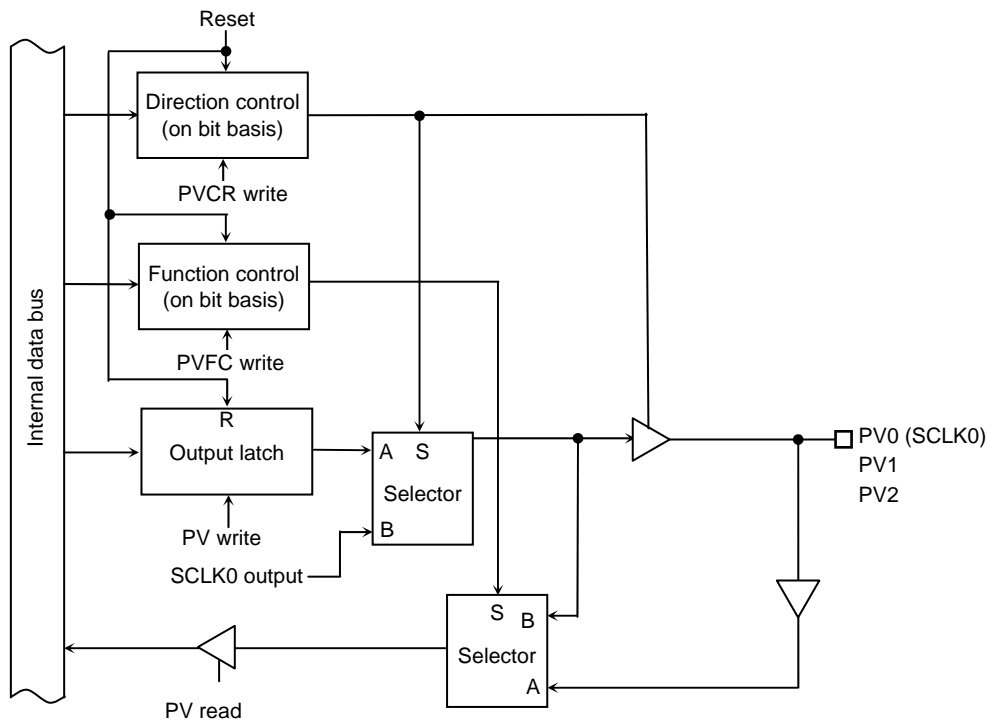 Reset
Direction control
(on bit basis)
PVCR write
Function control
(on bit basis)
PVFC write
Internal data bus
R
Output latch
PV write
SCLK0 output
A S
Selector
B
PV0 (SCLK0)
PV1
PV2
S B
Selector
A
PV read